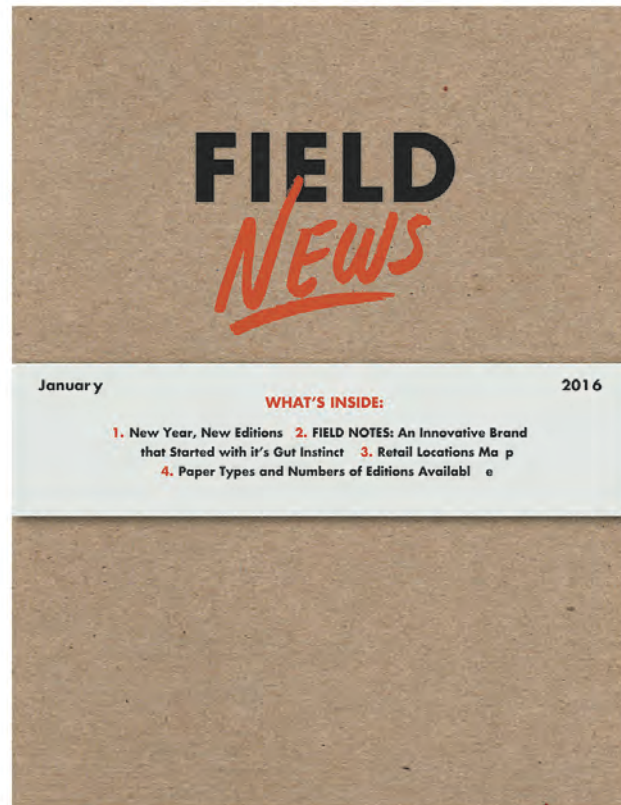 FIELD
NEWS
January 2016
WHAT'S INSIDE:
1. New Year, New Editions 2. FIELD NOTES: An Innovative Brand
that Started with it's Gut Instinct 3. Retail Locations Ma p
4. Paper Types and Numbers of Editions Availabl e